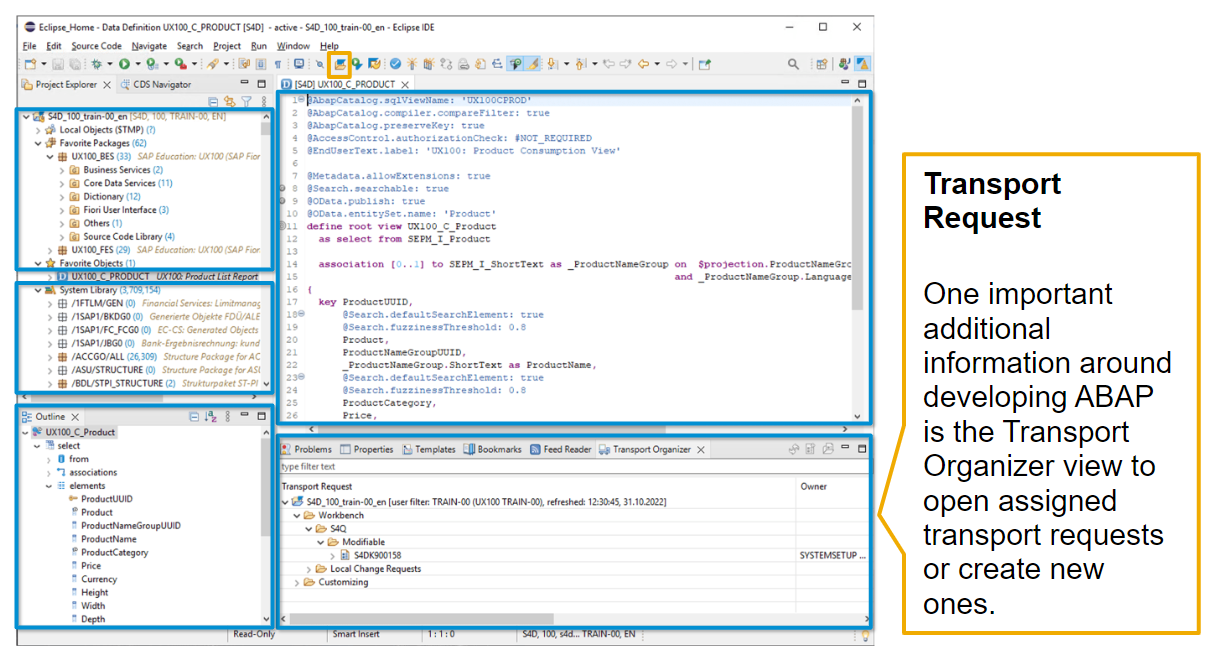 Eclipse_Home - Data Definition UX100_C_PRODUCT [S4D] - active - S4D_100_train-00_en - Eclipse IDE
File Edit Source Code Navigate Search Project Run Window Help
Project Explorer CDS Navigator
S4D_100_train-00_en [S4D, 100, TRAIN-00, EN]
Local Objects ($TMP) (7)
Favorite Packages (62)
UX100_BES (33) SAP Education: UX100 (SAP Fior
Business Services (2)
Core Data Services (11)
Dictionary (12)
Fiori User Interface (3)
Others (1)
Source Code Library (4)
UX100_FES (29) SAP Education: UX100 (SAP Fior
Favorite Objects (1)
UX100_C_PRODUCT UX100: Product List Report
System Library (3,709,154)
/1FTLM/GEN (0) Financial Services: Limitmanag
/1SAP1/BKDG0 (0) Generierte Objekte FDÜ/ALE
/1SAP1/FC_FCG0 (0) EC-CS: Generated Objects
/1SAP1/JBG0 (0) Bank-Ergebnisrechnung: kund
/ACCGO/ALL (26,309) Structure Package for AC
/ASU/STRUCTURE (0) Structure Package for ASU
/BDL/STPI_STRUCTURE (2) Strukturpaket ST-PI
Outline
UX100_C_Product
select
from
associations
elements
ProductUUID
Product
ProductNameGroupUUID
ProductName
ProductCategory
Price
Currency
Height
Width
Depth
[S4D] UX100_C_PRODUCT
1 @AbapCatalog.sqlViewName: 'UX100CPROD'
2 @AbapCatalog.compiler.compareFilter: true
3 @AbapCatalog.preserveKey: true
4 @AccessControl.authorizationCheck: #NOT_REQUIRED
5 @EndUserText.label: 'UX100: Product Consumption View'
6
7 @Metadata.allowExtensions: true
8 @Search.searchable: true
9 @OData.publish: true
10 @OData.entitySet.name: 'Product'
11 define root view UX100_C_Product
12 as select from SEPM_I_Product
13
14 association [0..1] to SEPM_I_ShortText as _ProductNameGroup on $projection.ProductNameGro
15 and _ProductNameGroup.Language
16 {
17 key ProductUUID,
18 @Search.defaultSearchElement: true
19 @Search.fuzzinessThreshold: 0.8
20 Product,
21 ProductNameGroupUUID,
22 _ProductNameGroup.ShortText as ProductName,
23 @Search.defaultSearchElement: true
24 @Search.fuzzinessThreshold: 0.8
25 ProductCategory,
26 Price,
Problems Properties Templates Bookmarks Feed Reader Transport Organizer
type filter text
Transport Request Owner
S4D_100_train-00_en [user filter: TRAIN-00 (UX100 TRAIN-00), refreshed: 12:30:45, 31.10.2022]
Workbench
S4Q
Modifiable
S4DK900158 SYSTEMSETUP ...
Local Change Requests
Customizing
Read-Only Smart Insert 1 : 1 : 0 S4D, 100, s4d... TRAIN-00, EN
Transport
Request
One important
additional
information around
developing ABAP
is the Transport
Organizer view to
open assigned
transport requests
or create new
ones.